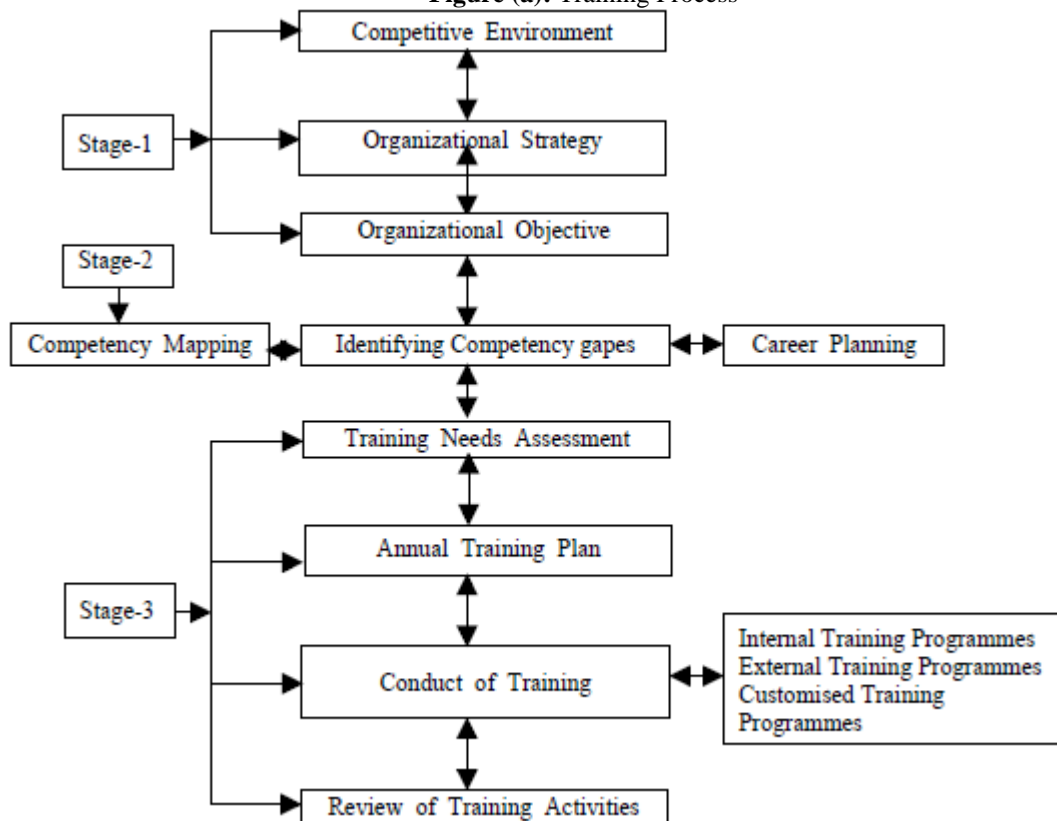 Figure (a): Training Process
Competitive Environment
Stage-1
Organizational Strategy
Organizational Objective
Stage-2
Competency Mapping
Identifying Competency gapes
Career Planning
Training Needs Assessment
Annual Training Plan
Stage-3
Conduct of Training
Internal Training Programmes
External Training Programmes
Customised Training
Programmes
Review of Training Activities